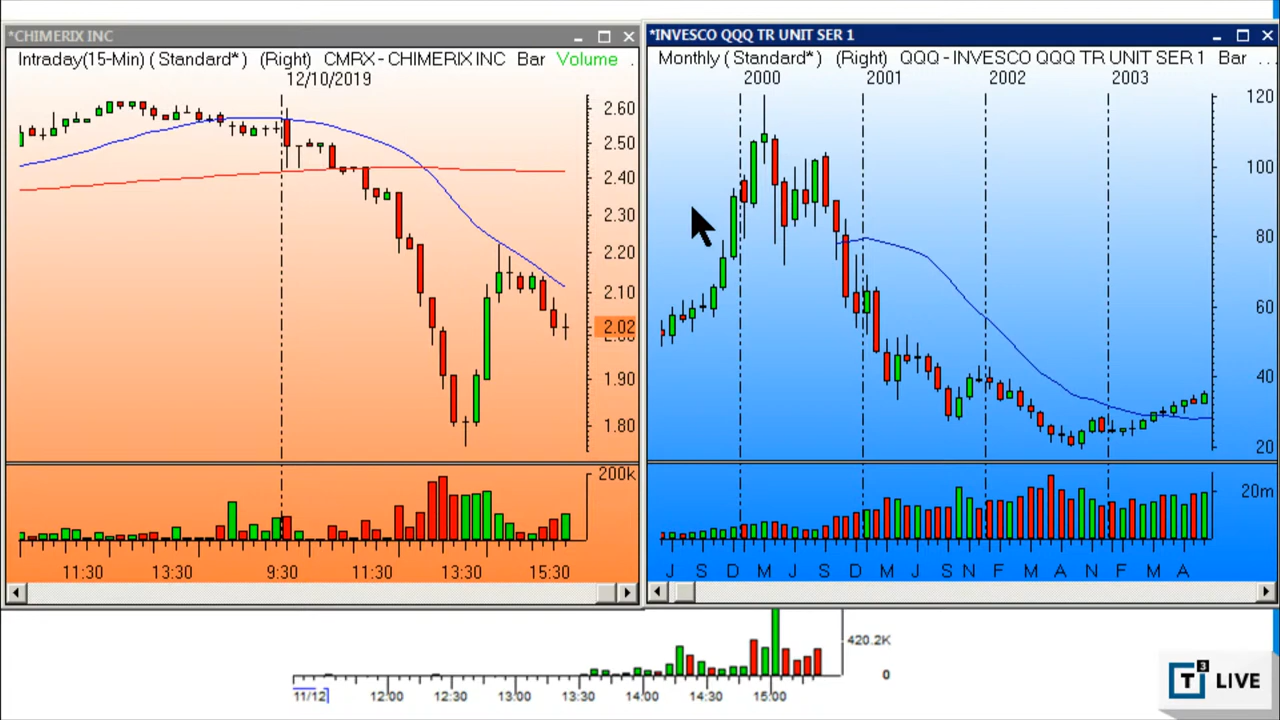 *CHIMERIX INC
Intraday(15-Min) ( Standard* ) (Right) CMRX - CHIMERIX INC Bar Volume .
12/10/2019
2.60
2.50
2.40
2.30
2.20
2.10
2.02
1.90
1.80
200k
11:30 13:30 9:30 11:30 13:30 15:30
*INVESCO QQQ TR UNIT SER 1
Monthly ( Standard* ) (Right) QQQ - INVESCO QQQ TR UNIT SER 1 Bar ...
2000 2001 2002 2003
120
100
80
60
40
20
20m
J S D M J S D M J S N F M A N F M A
420.2K
0
11/12 12:00 12:30 13:00 13:30 14:00 14:30 15:00
T3 LIVE